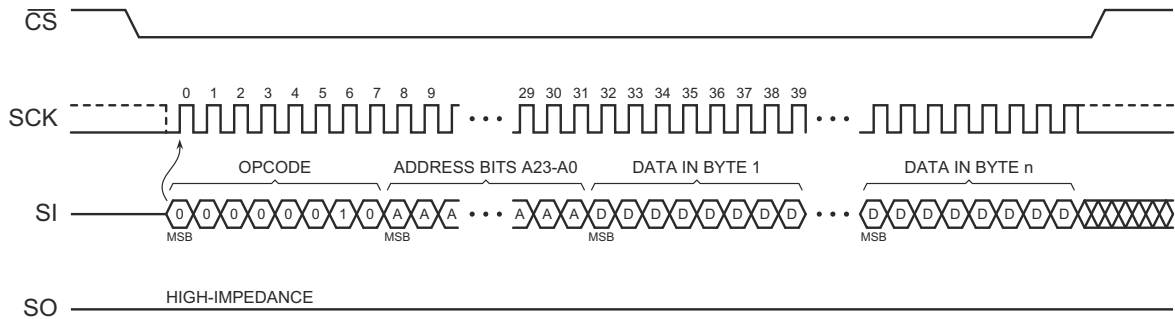 CS
SCK
0 1 2 3 4 5 6 7 8 9 29 30 31 32 33 34 35 36 37 38 39
OPCODE ADDRESS BITS A23-A0 DATA IN BYTE 1 DATA IN BYTE n
SI
0 0 0 0 0 0 1 0 A A A A A A D D D D D D D D D D D D D D D D
MSB MSB MSB MSB
SO
HIGH-IMPEDANCE